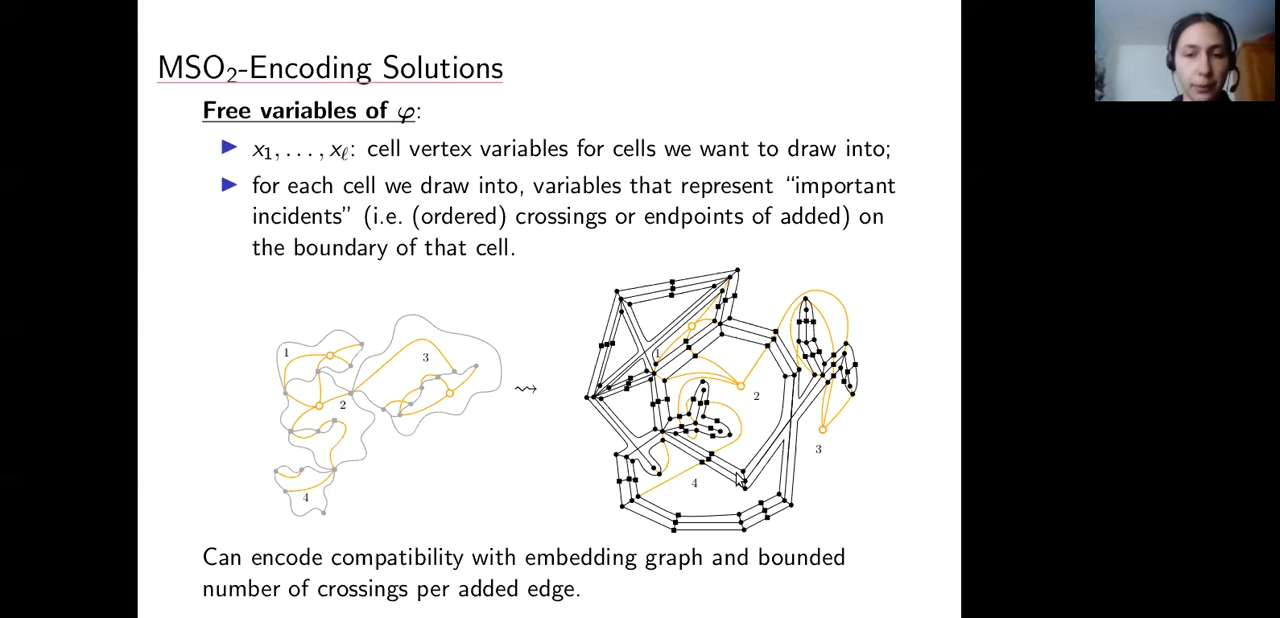 MSO₂-Encoding Solutions
Free variables of φ:
x₁, . . . , xℓ: cell vertex variables for cells we want to draw into;
for each cell we draw into, variables that represent “important
incidents” (i.e. (ordered) crossings or endpoints of added) on
the boundary of that cell.
1
3
2
4
⇝
1
2
3
4
Can encode compatibility with embedding graph and bounded
number of crossings per added edge.